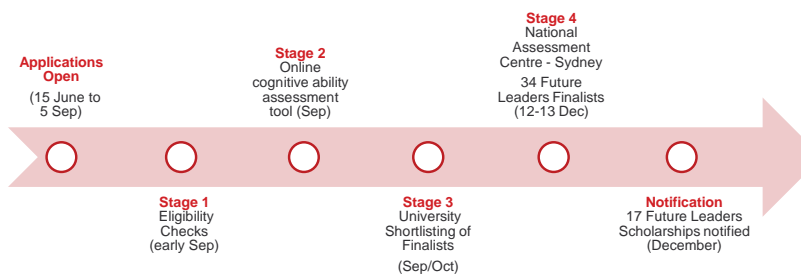 Applications
Open
(15 June to
5 Sep)
Stage 1
Eligibility
Checks
(early Sep)
Stage 2
Online
cognitive ability
assessment
tool (Sep)
Stage 3
University
Shortlisting of
Finalists
(Sep/Oct)
Stage 4
National
Assessment
Centre - Sydney
34 Future
Leaders Finalists
(12-13 Dec)
Notification
17 Future Leaders
Scholarships notified
(December)